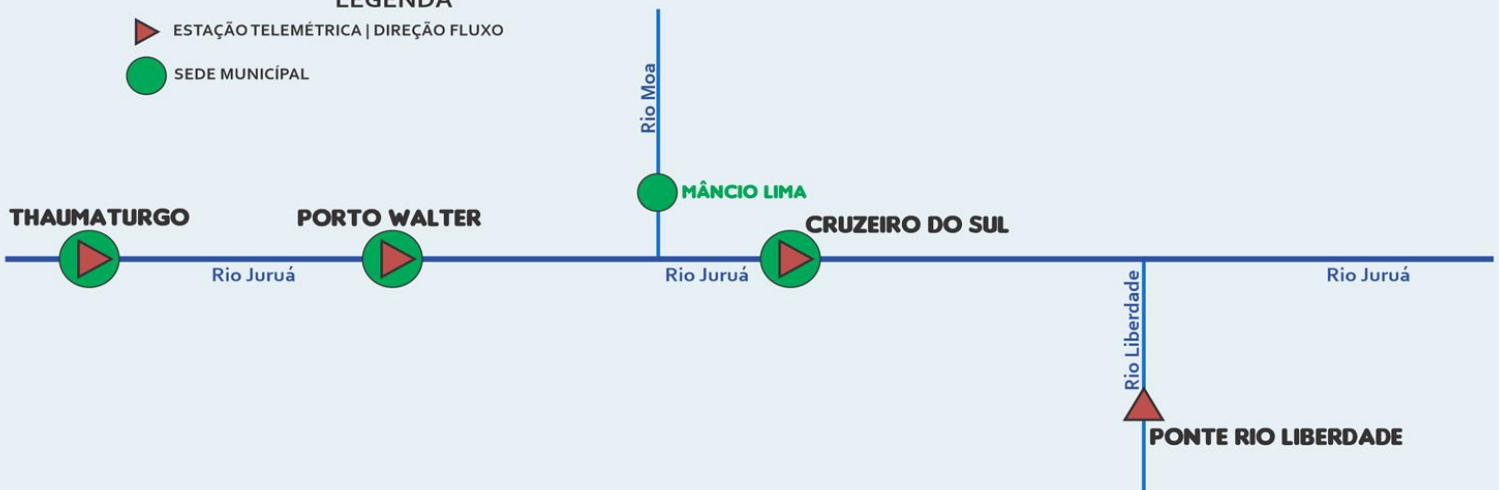 LEGENDA
ESTAÇÃO TELEMÉTRICA | DIREÇÃO FLUXO
SEDE MUNICÍPAL
Rio Moa
MÂNCIO LIMA
THAUMATURGO
PORTO WALTER
CRUZEIRO DO SUL
Rio Juruá
Rio Juruá
Rio Juruá
Rio Liberdade
PONTE RIO LIBERDADE